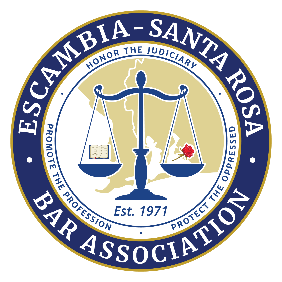 ESCAMBIA-SANTA ROSA
HONOR THE JUDICIARY
PROMOTE THE PROFESSION
PROTECT THE OPPRESSED
Est. 1971
BAR ASSOCIATION